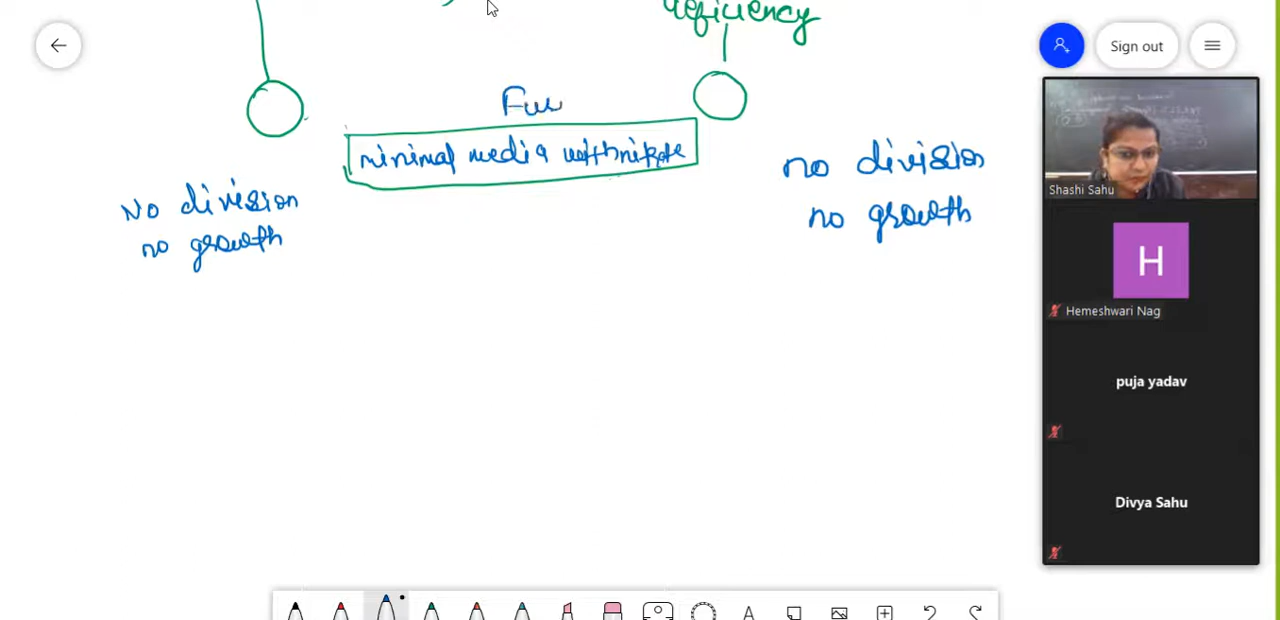 deficiency
Sign out
Fu
minimal media with nitrate
no division
no growth
No division
no growth
Shashi Sahu
H
Hemeshwari Nag
puja yadav
Divya Sahu
A